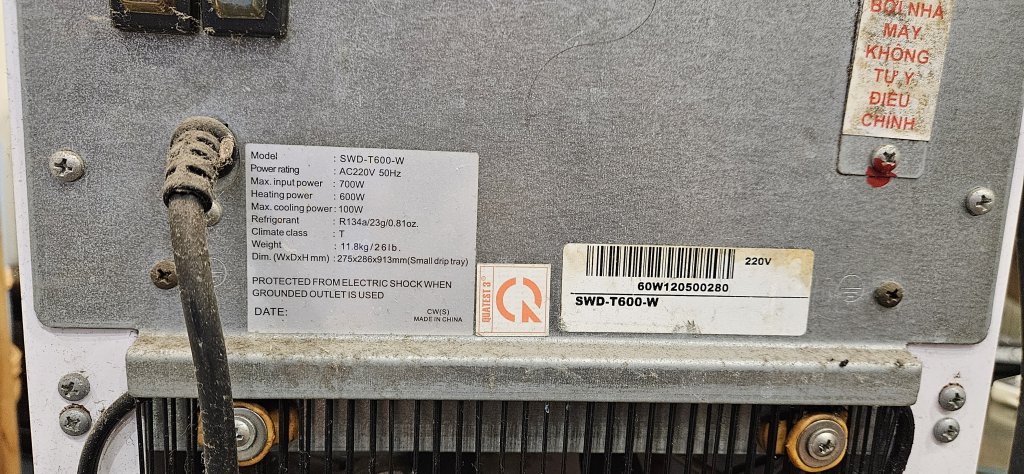 BỞI NHÀ
MÁY
KHÔNG
TỰ Ý
ĐIỀU
CHỈNH
Model : SWD-T600-W
Power rating : AC220V 50Hz
Max. input power : 700W
Heating power : 600W
Max. cooling power : 100W
Refrigorant : R134a/23g/0.81oz.
Climate class : T
Weight : 11.8kg/26lb.
Dim. (WxDxH mm) : 275x286x913mm(Small drip tray)
PROTECTED FROM ELECTRIC SHOCK WHEN
GROUNDED OUTLET IS USED
DATE:
CW(S)
MADE IN CHINA
QUATEST 3®
220V
60W120500280
SWD-T600-W